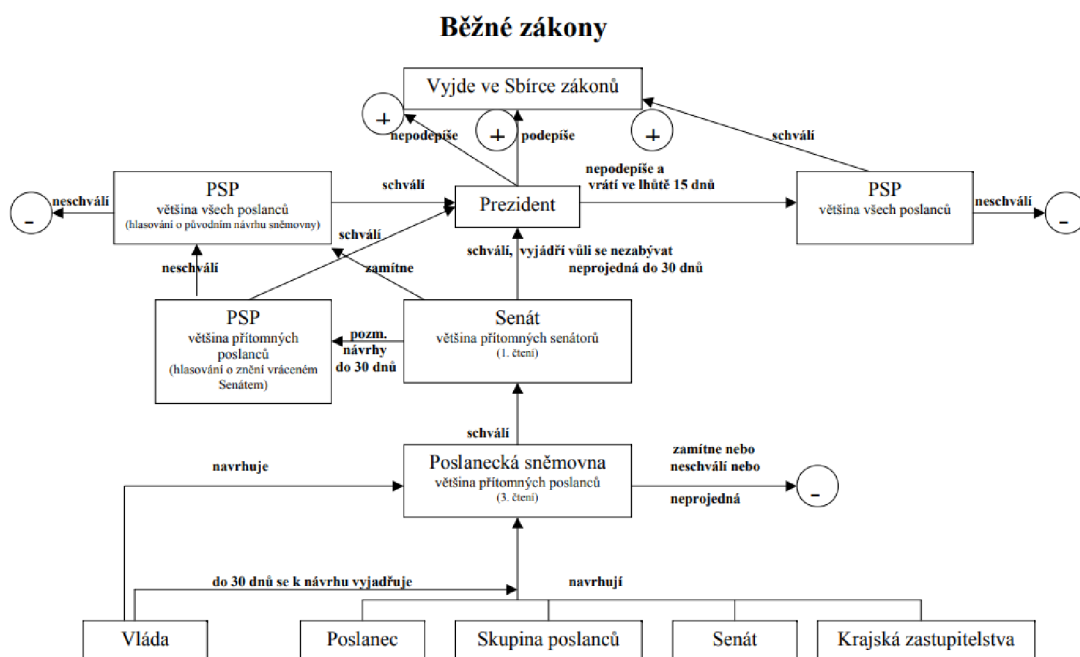 Běžné zákony
Vyjde ve Sbírce zákonů
+
nepodepíše
+
podepíše
+
schválí
nepodepíše a
vrátí ve lhůtě 15 dnů
neschválí
-
PSP
většina všech poslanců
(hlasování o původním návrhu sněmovny)
schválí
Prezident
PSP
většina všech poslanců
neschválí
-
schválí
schválí, vyjádří vůli se nezabývat
neprojedná do 30 dnů
neschválí
zamítne
PSP
většina přítomných
poslanců
(hlasování o znění vráceném
Senátem)
pozm.
návrhy
do 30 dnů
Senát
většina přítomných senátorů
(1. čtení)
schválí
navrhuje
Poslanecká sněmovna
většina přítomných poslanců
(3. čtení)
zamítne nebo
neschválí nebo
neprojedná
-
do 30 dnů se k návrhu vyjadřuje
navrhují
Vláda
Poslanec
Skupina poslanců
Senát
Krajská zastupitelstva